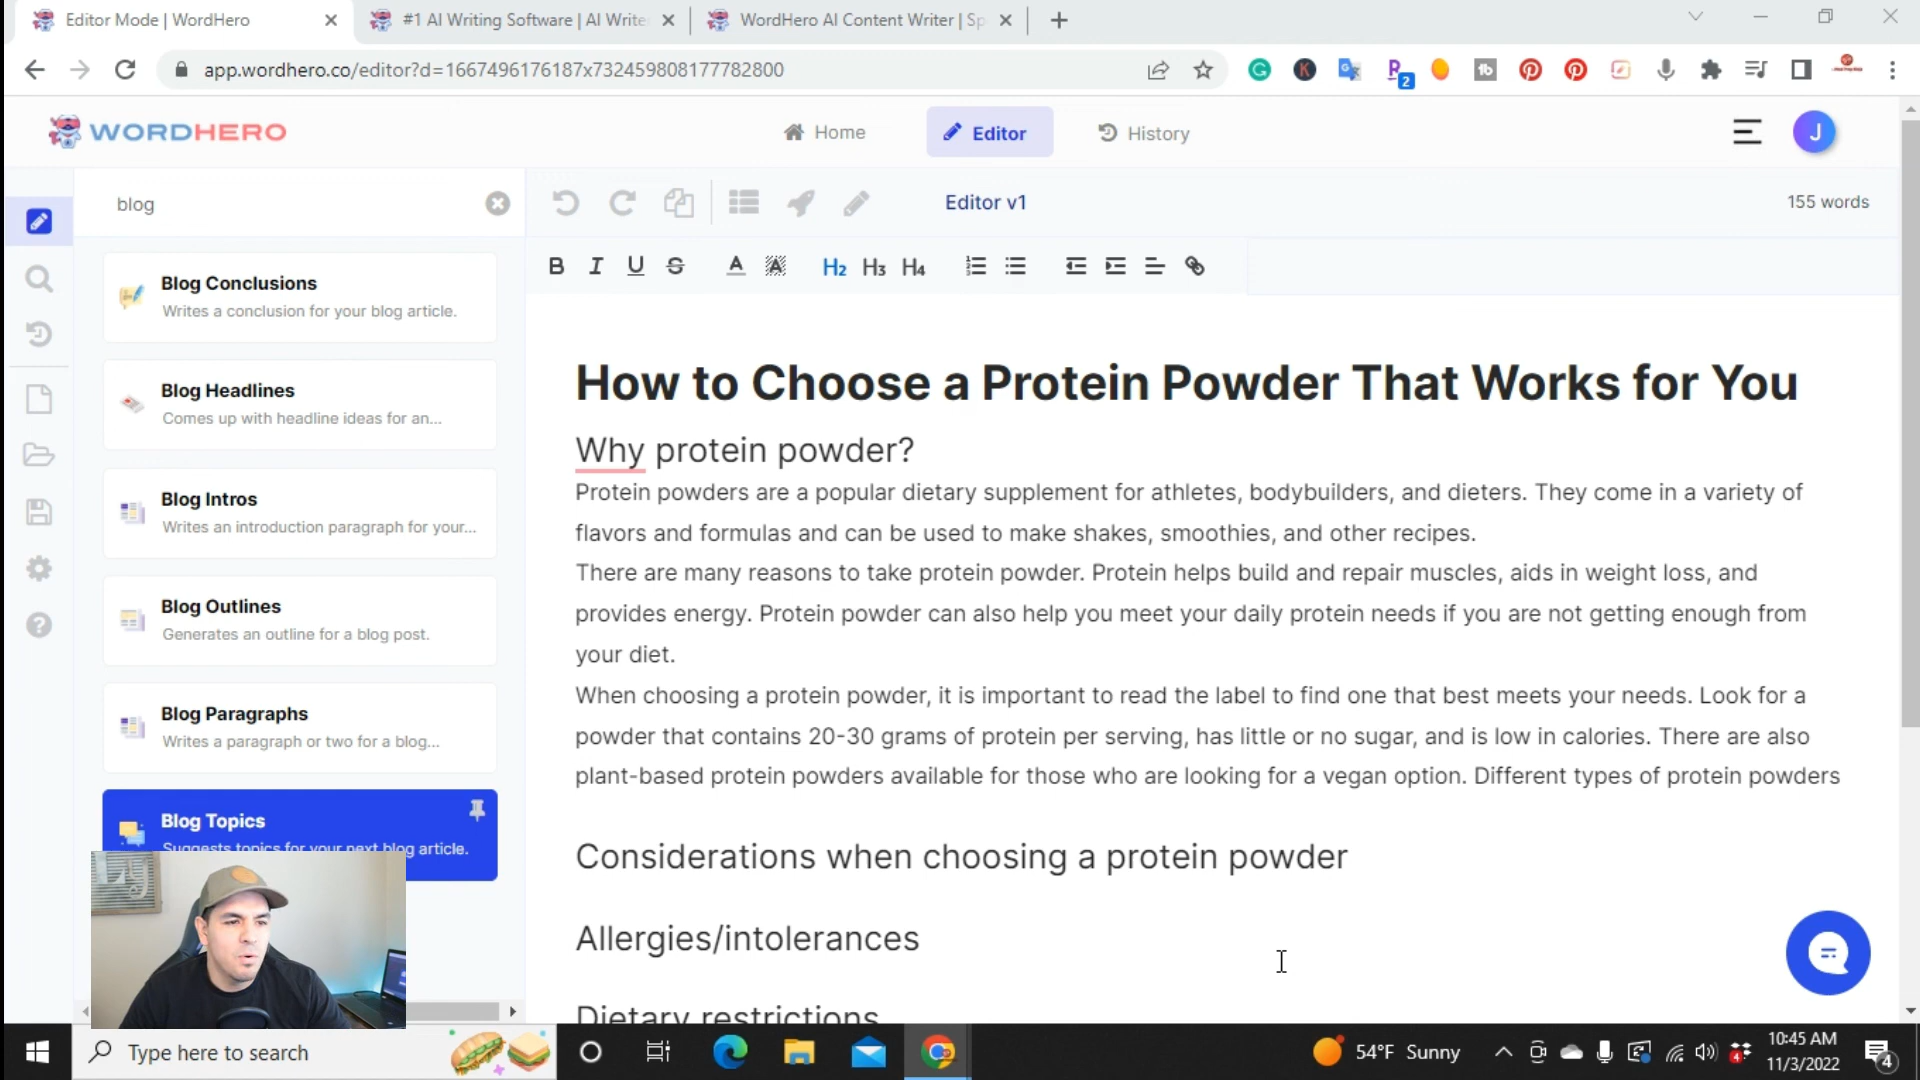 Editor Mode | WordHero
#1 AI Writing Software | AI Write
WordHero AI Content Writer | Sp
app.wordhero.co/editor?d=1667496176187x732459808177782800
2
WORDHERO
Home
Editor
History
J
blog
Editor v1
155 words
B I U S A A H2 H3 H4
Blog Conclusions
Writes a conclusion for your blog article.
Blog Headlines
Comes up with headline ideas for an...
Blog Intros
Writes an introduction paragraph for your...
Blog Outlines
Generates an outline for a blog post.
Blog Paragraphs
Writes a paragraph or two for a blog...
Blog Topics
Suggests topics for your next blog article.
How to Choose a Protein Powder That Works for You
Why protein powder?
Protein powders are a popular dietary supplement for athletes, bodybuilders, and dieters. They come in a variety of
flavors and formulas and can be used to make shakes, smoothies, and other recipes.
There are many reasons to take protein powder. Protein helps build and repair muscles, aids in weight loss, and
provides energy. Protein powder can also help you meet your daily protein needs if you are not getting enough from
your diet.
When choosing a protein powder, it is important to read the label to find one that best meets your needs. Look for a
powder that contains 20-30 grams of protein per serving, has little or no sugar, and is low in calories. There are also
plant-based protein powders available for those who are looking for a vegan option. Different types of protein powders
Considerations when choosing a protein powder
Allergies/intolerances
Dietary restrictions
Type here to search
54°F Sunny
4
10:45 AM
11/3/2022
4